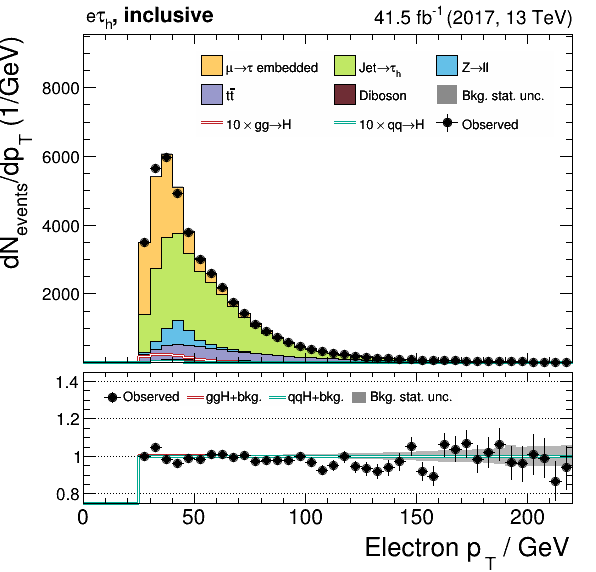 eτh, inclusive 41.5 fb-1 (2017, 13 TeV)
dNevents/dpT (1/GeV)
8000
6000
4000
2000
μ→τ embedded Jet→τh Z→ll
tt̄ Diboson Bkg. stat. unc.
10 × gg→H 10 × qq→H Observed
1.4
1.2
1
0.8
Observed ggH+bkg. qqH+bkg. Bkg. stat. unc.
0 50 100 150 200
Electron pT / GeV